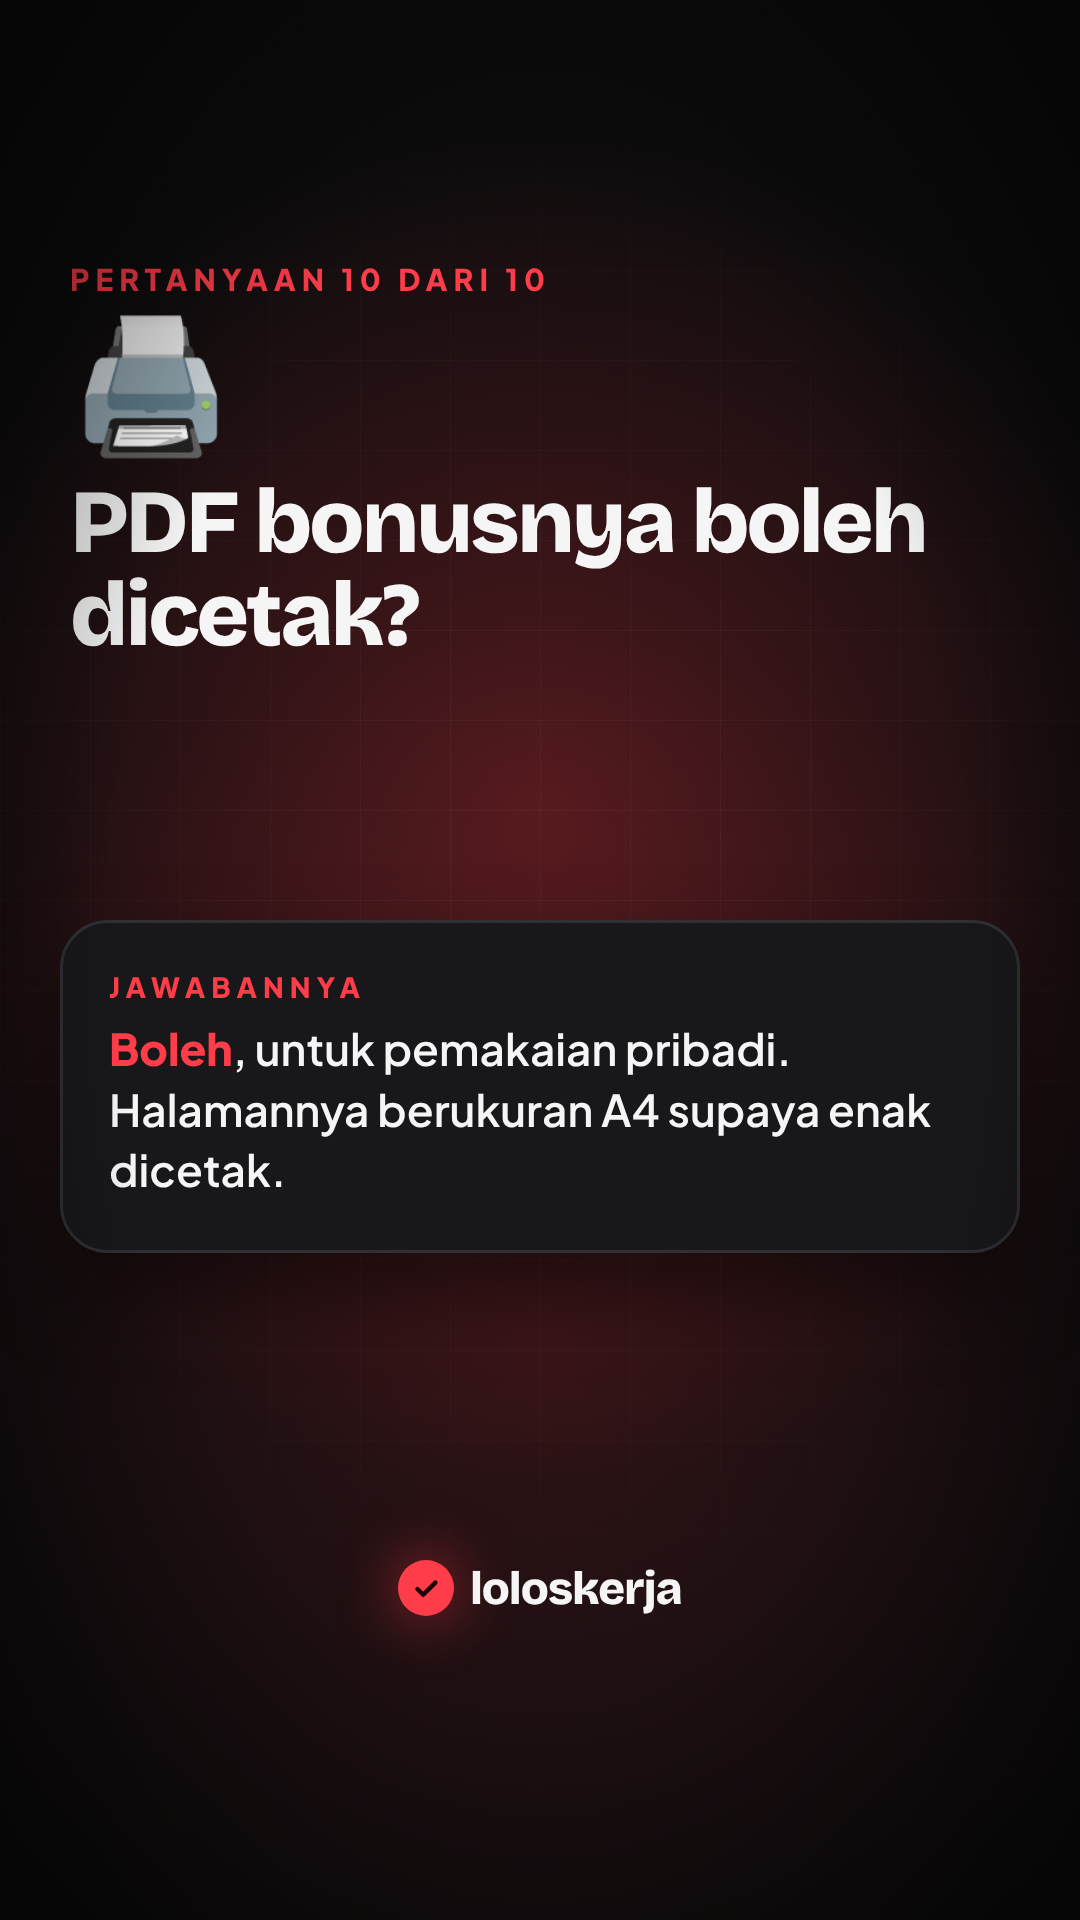 PERTANYAAN 10 DARI 10
PDF bonusnya boleh
dicetak?
JAWABANNYA
Boleh, untuk pemakaian pribadi.
Halamannya berukuran A4 supaya enak
dicetak.
loloskerja